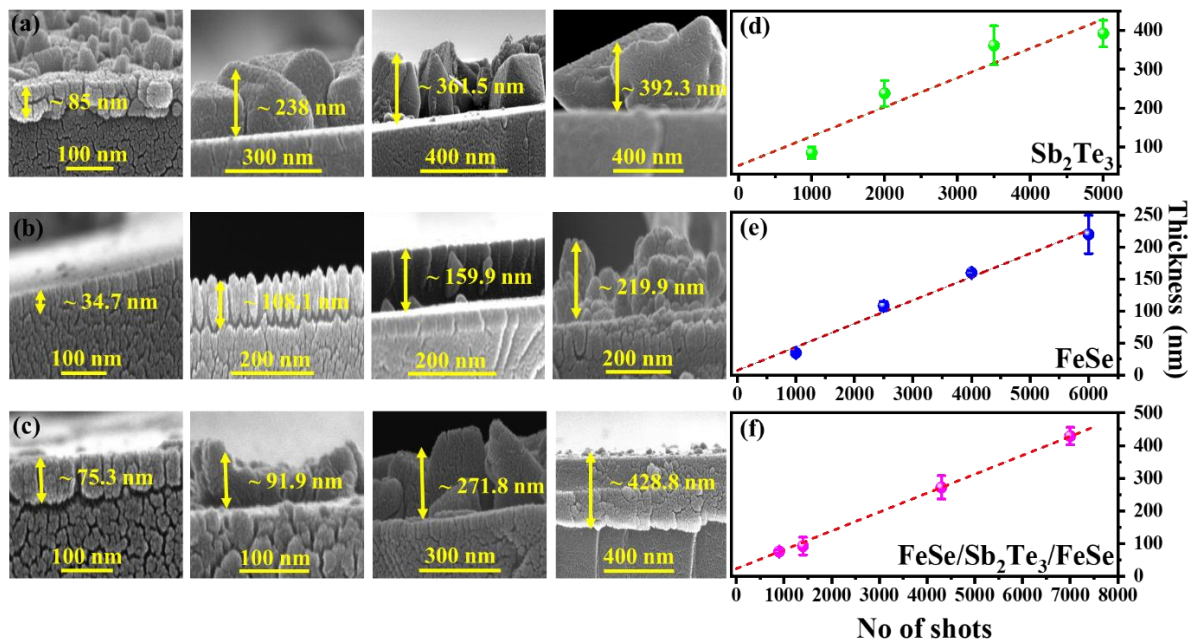 (a)
~ 85 nm
100 nm
~ 238 nm
300 nm
~ 361.5 nm
400 nm
~ 392.3 nm
400 nm
(d)
400
300
200
100
Sb₂Te₃
0 1000 2000 3000 4000 5000
(b)
~ 34.7 nm
100 nm
~ 108.1 nm
200 nm
~ 159.9 nm
200 nm
~ 219.9 nm
200 nm
(e)
250
200
150
100
50
0
FeSe
0 1000 2000 3000 4000 5000 6000
Thickness (nm)
(c)
~ 75.3 nm
100 nm
~ 91.9 nm
100 nm
~ 271.8 nm
300 nm
~ 428.8 nm
400 nm
(f)
500
400
300
200
100
0
FeSe/Sb₂Te₃/FeSe
0 1000 2000 3000 4000 5000 6000 7000 8000
No of shots